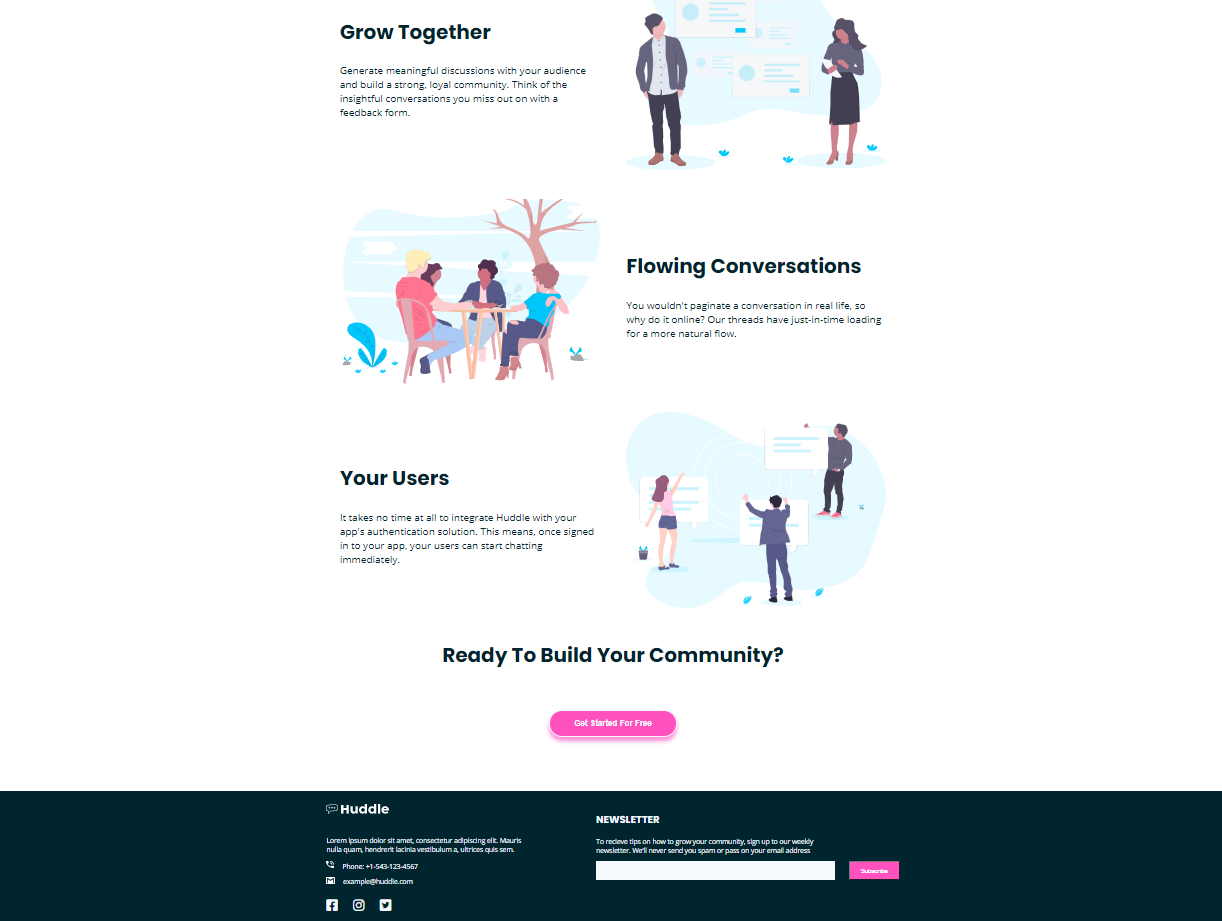 Grow Together
Generate meaningful discussions with your audience
and build a strong, loyal community. Think of the
insightful conversations you miss out on with a
feedback form.
Flowing Conversations
You wouldn't paginate a conversation in real life, so
why do it online? Our threads have just-in-time loading
for a more natural flow.
Your Users
It takes no time at all to integrate Huddle with your
app's authentication solution. This means, once signed
in to your app, your users can start chatting
immediately.
Ready To Build Your Community?
Get Started For Free
Huddle
Lorem ipsum dolor sit amet, consectetur adipiscing elit. Mauris
nulla quam, hendrerit lacinia vestibulum a, ultrices quis sem.
Phone: +1-543-123-4567
example@huddle.com
NEWSLETTER
To recieve tips on how to grow your community, sign up to our weekly
newsletter. We'll never send you spam or pass on your email address
Subscribe